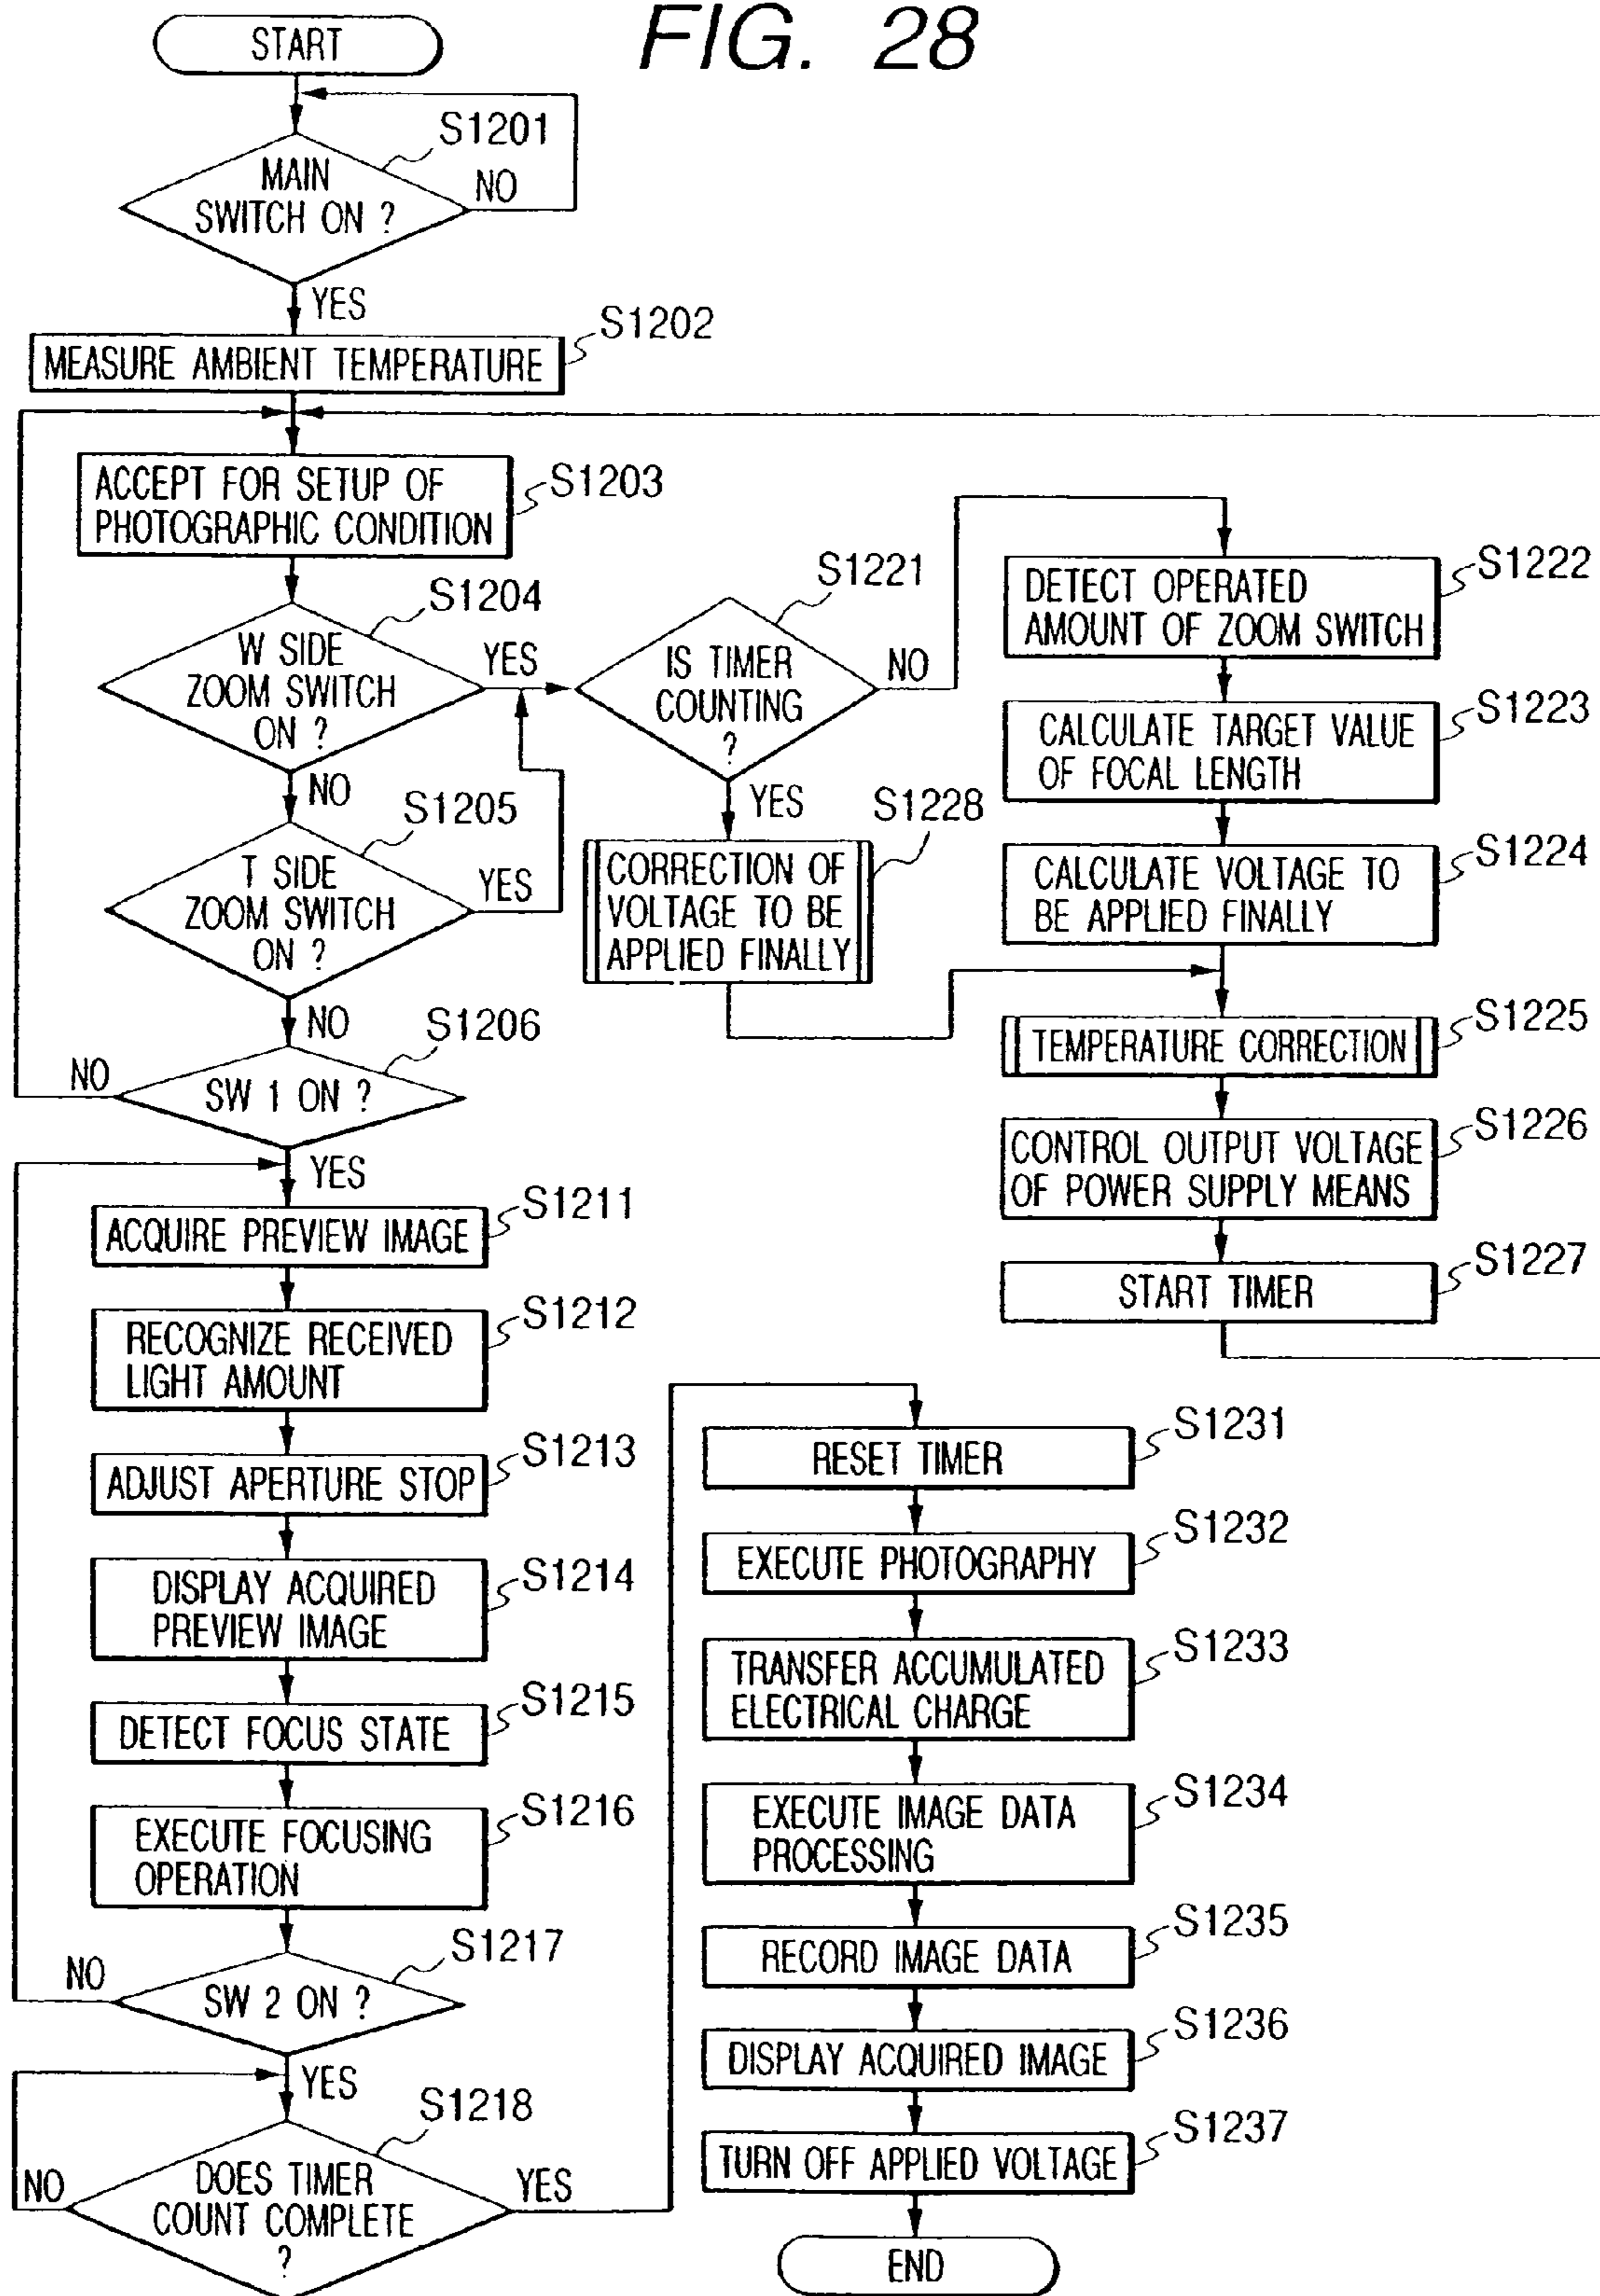 FIG. 28
START
S1201
MAIN
SWITCH ON ?
NO
YES
S1202
MEASURE AMBIENT TEMPERATURE
ACCEPT FOR SETUP OF
PHOTOGRAPHIC CONDITION
S1203
S1204
W SIDE
ZOOM SWITCH
ON ?
YES
NO
S1205
T SIDE
ZOOM SWITCH
ON ?
YES
NO
S1206
SW 1 ON ?
NO
YES
S1211
ACQUIRE PREVIEW IMAGE
S1212
RECOGNIZE RECEIVED
LIGHT AMOUNT
S1213
ADJUST APERTURE STOP
S1214
DISPLAY ACQUIRED
PREVIEW IMAGE
S1215
DETECT FOCUS STATE
S1216
EXECUTE FOCUSING
OPERATION
S1217
SW 2 ON ?
NO
YES
S1218
DOES TIMER
COUNT COMPLETE
?
NO
YES
S1221
IS TIMER
COUNTING
?
NO
YES
S1228
CORRECTION OF
VOLTAGE TO BE
APPLIED FINALLY
S1222
DETECT OPERATED
AMOUNT OF ZOOM SWITCH
S1223
CALCULATE TARGET VALUE
OF FOCAL LENGTH
S1224
CALCULATE VOLTAGE TO
BE APPLIED FINALLY
S1225
TEMPERATURE CORRECTION
S1226
CONTROL OUTPUT VOLTAGE
OF POWER SUPPLY MEANS
S1227
START TIMER
S1231
RESET TIMER
S1232
EXECUTE PHOTOGRAPHY
S1233
TRANSFER ACCUMULATED
ELECTRICAL CHARGE
S1234
EXECUTE IMAGE DATA
PROCESSING
S1235
RECORD IMAGE DATA
S1236
DISPLAY ACQUIRED IMAGE
S1237
TURN OFF APPLIED VOLTAGE
END